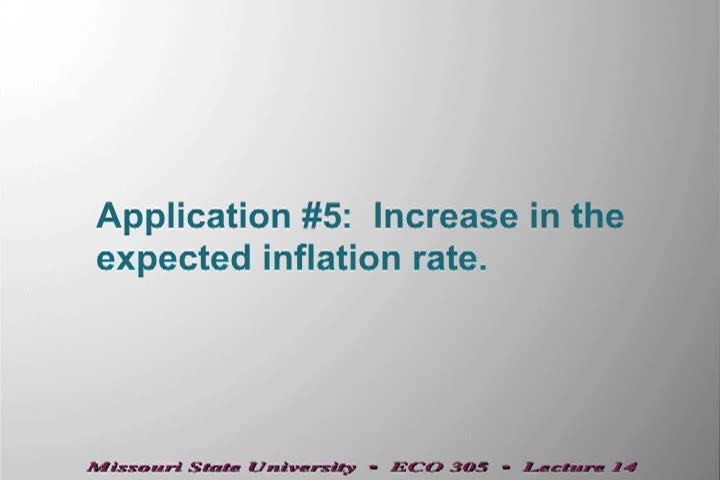 Application #5:  Increase in the
expected inflation rate.
Missouri State University • ECO 305 • Lecture 14